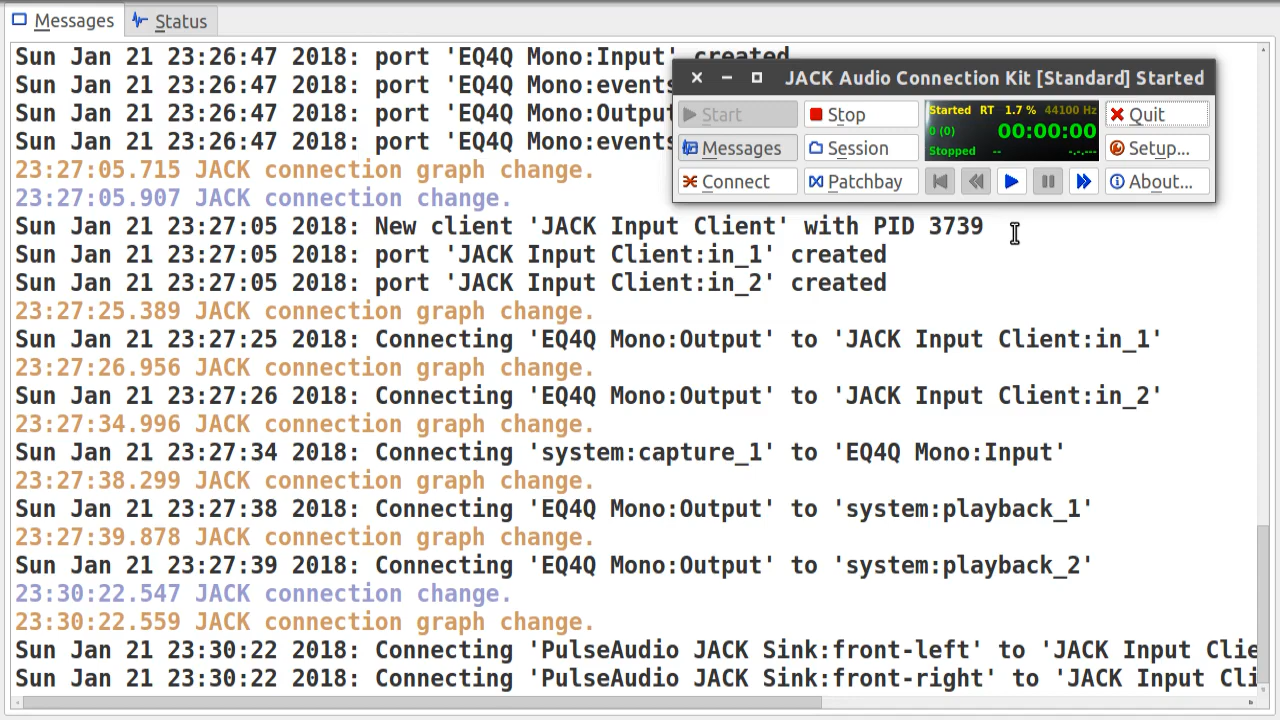 Messages
Status
Sun Jan 21 23:26:47 2018: port 'EQ4Q Mono:Input' created
Sun Jan 21 23:26:47 2018: port 'EQ4Q Mono:events
Sun Jan 21 23:26:47 2018: port 'EQ4Q Mono:Output
Sun Jan 21 23:26:47 2018: port 'EQ4Q Mono:events
JACK Audio Connection Kit [Standard] Started
Start
Stop
Started RT 1.7 % 44100 Hz
0 (0) 00:00:00
Stopped -- -.-.---
Quit
Messages
Session
Setup...
Connect
Patchbay
About...
23:27:05.715 JACK connection graph change.
23:27:05.907 JACK connection change.
Sun Jan 21 23:27:05 2018: New client 'JACK Input Client' with PID 3739
Sun Jan 21 23:27:05 2018: port 'JACK Input Client:in_1' created
Sun Jan 21 23:27:05 2018: port 'JACK Input Client:in_2' created
23:27:25.389 JACK connection graph change.
Sun Jan 21 23:27:25 2018: Connecting 'EQ4Q Mono:Output' to 'JACK Input Client:in_1'
23:27:26.956 JACK connection graph change.
Sun Jan 21 23:27:26 2018: Connecting 'EQ4Q Mono:Output' to 'JACK Input Client:in_2'
23:27:34.996 JACK connection graph change.
Sun Jan 21 23:27:34 2018: Connecting 'system:capture_1' to 'EQ4Q Mono:Input'
23:27:38.299 JACK connection graph change.
Sun Jan 21 23:27:38 2018: Connecting 'EQ4Q Mono:Output' to 'system:playback_1'
23:27:39.878 JACK connection graph change.
Sun Jan 21 23:27:39 2018: Connecting 'EQ4Q Mono:Output' to 'system:playback_2'
23:30:22.547 JACK connection change.
23:30:22.559 JACK connection graph change.
Sun Jan 21 23:30:22 2018: Connecting 'PulseAudio JACK Sink:front-left' to 'JACK Input Clie
Sun Jan 21 23:30:22 2018: Connecting 'PulseAudio JACK Sink:front-right' to 'JACK Input Cli